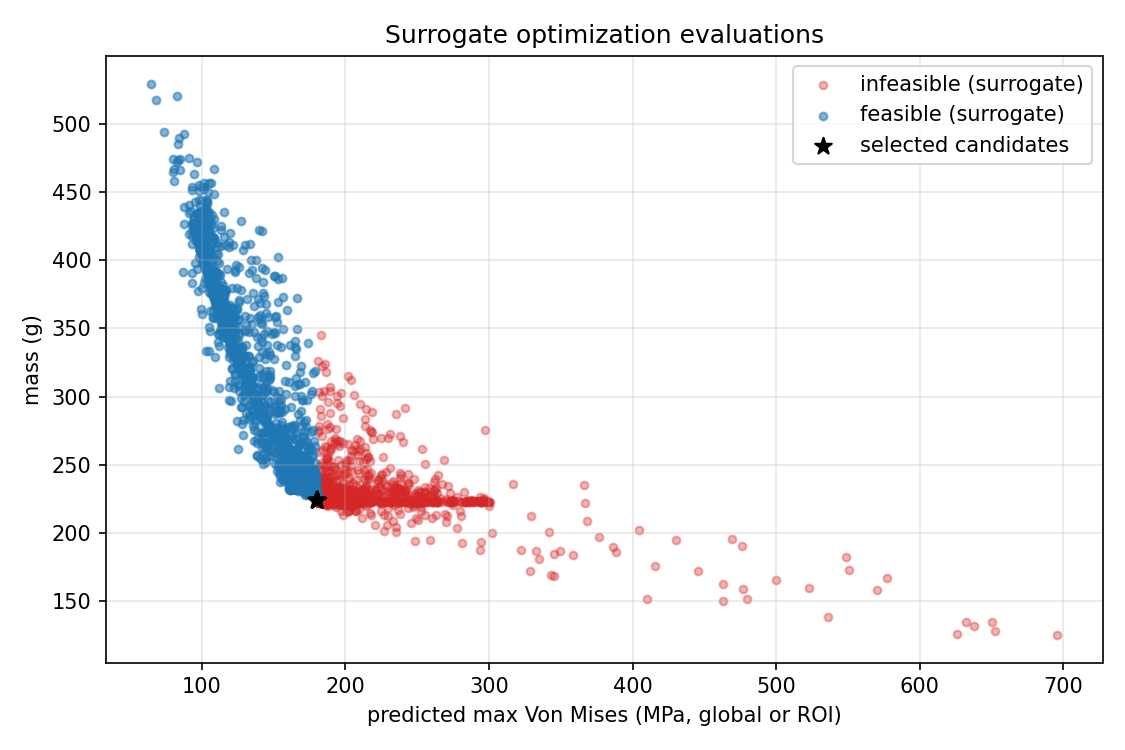 Surrogate optimization evaluations
infeasible (surrogate)
feasible (surrogate)
selected candidates
mass (g)
500
450
400
350
300
250
200
150
100
200
300
400
500
600
700
predicted max Von Mises (MPa, global or ROI)